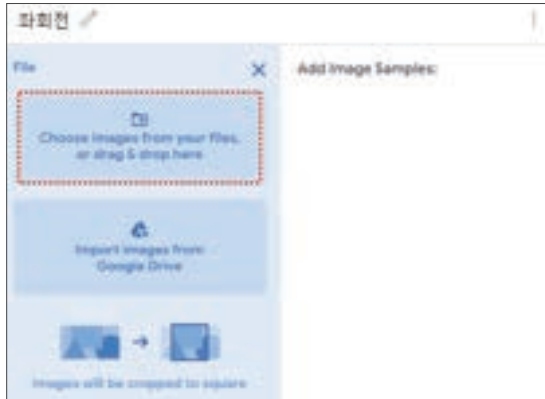 좌회전
File
Add Image Samples:
Choose images from your files,
or drag & drop here
Import images from
Google Drive
Images will be cropped to square